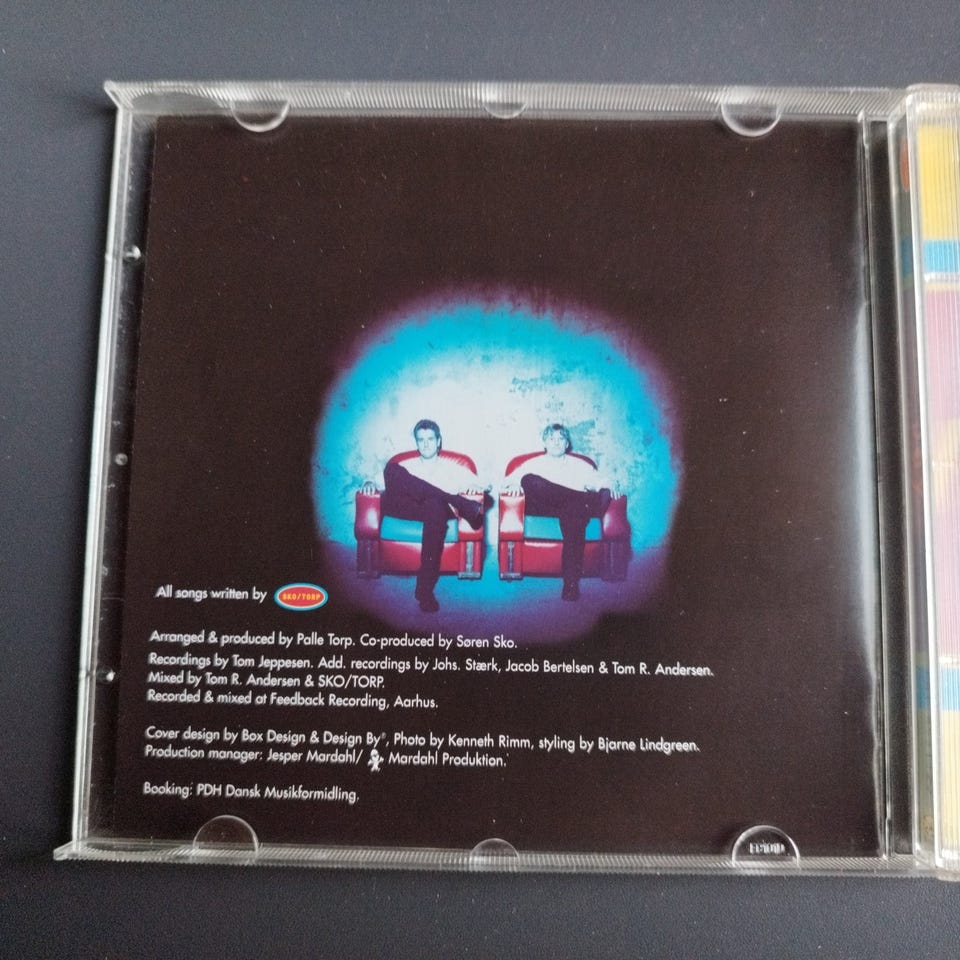 All songs written by SKO/TORP
Arranged & produced by Palle Torp. Co-produced by Søren Sko.
Recordings by Tom Jeppesen. Add. recordings by Johs. Stærk, Jacob Bertelsen & Tom R. Andersen.
Mixed by Tom R. Andersen & SKO/TORP.
Recorded & mixed at Feedback Recording, Aarhus.
Cover design by Box Design & Design By®, Photo by Kenneth Rimm, styling by Bjarne Lindgreen.
Production manager: Jesper Mardahl/ Mardahl Produktion.
Booking: PDH Dansk Musikformidling.